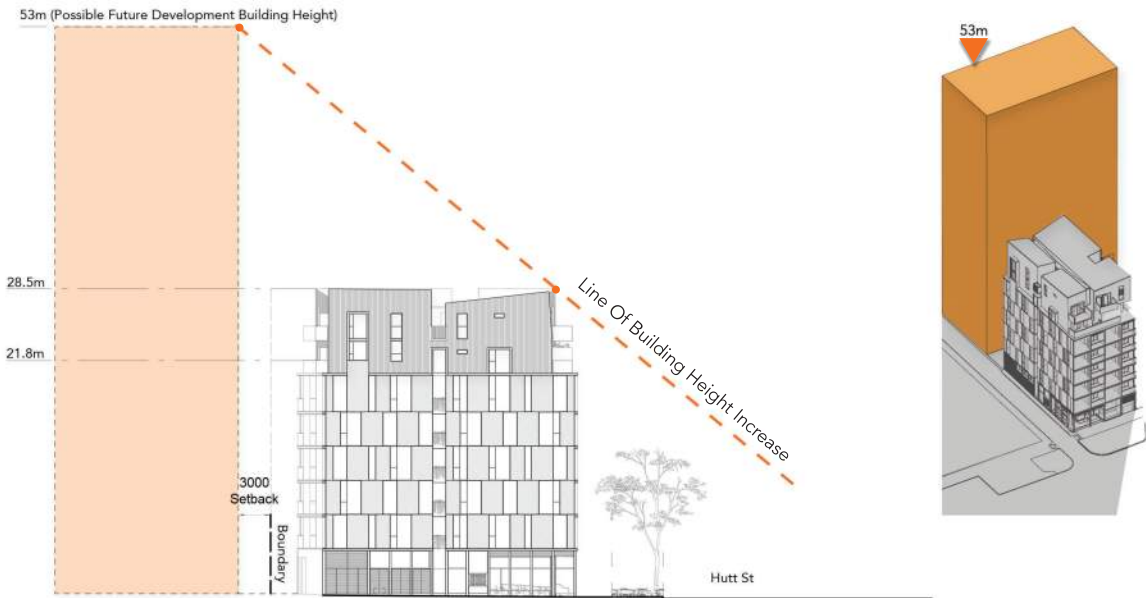 53m (Possible Future Development Building Height)
53m
28.5m
Line Of Building Height Increase
21.8m
3000
Setback
Boundary
Hutt St